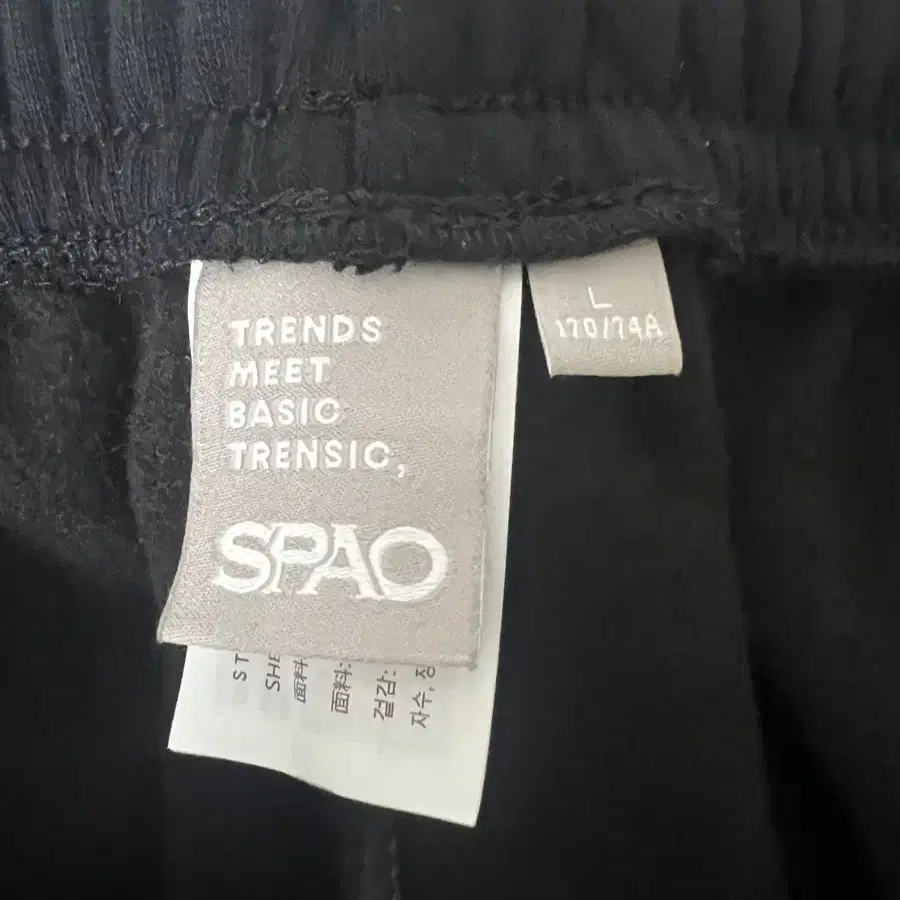 TRENDS
MEET
BASIC
TRENSIC,
SPAO
L
170/74A
ST
SHE
面料
面料:
겉감:
자수,